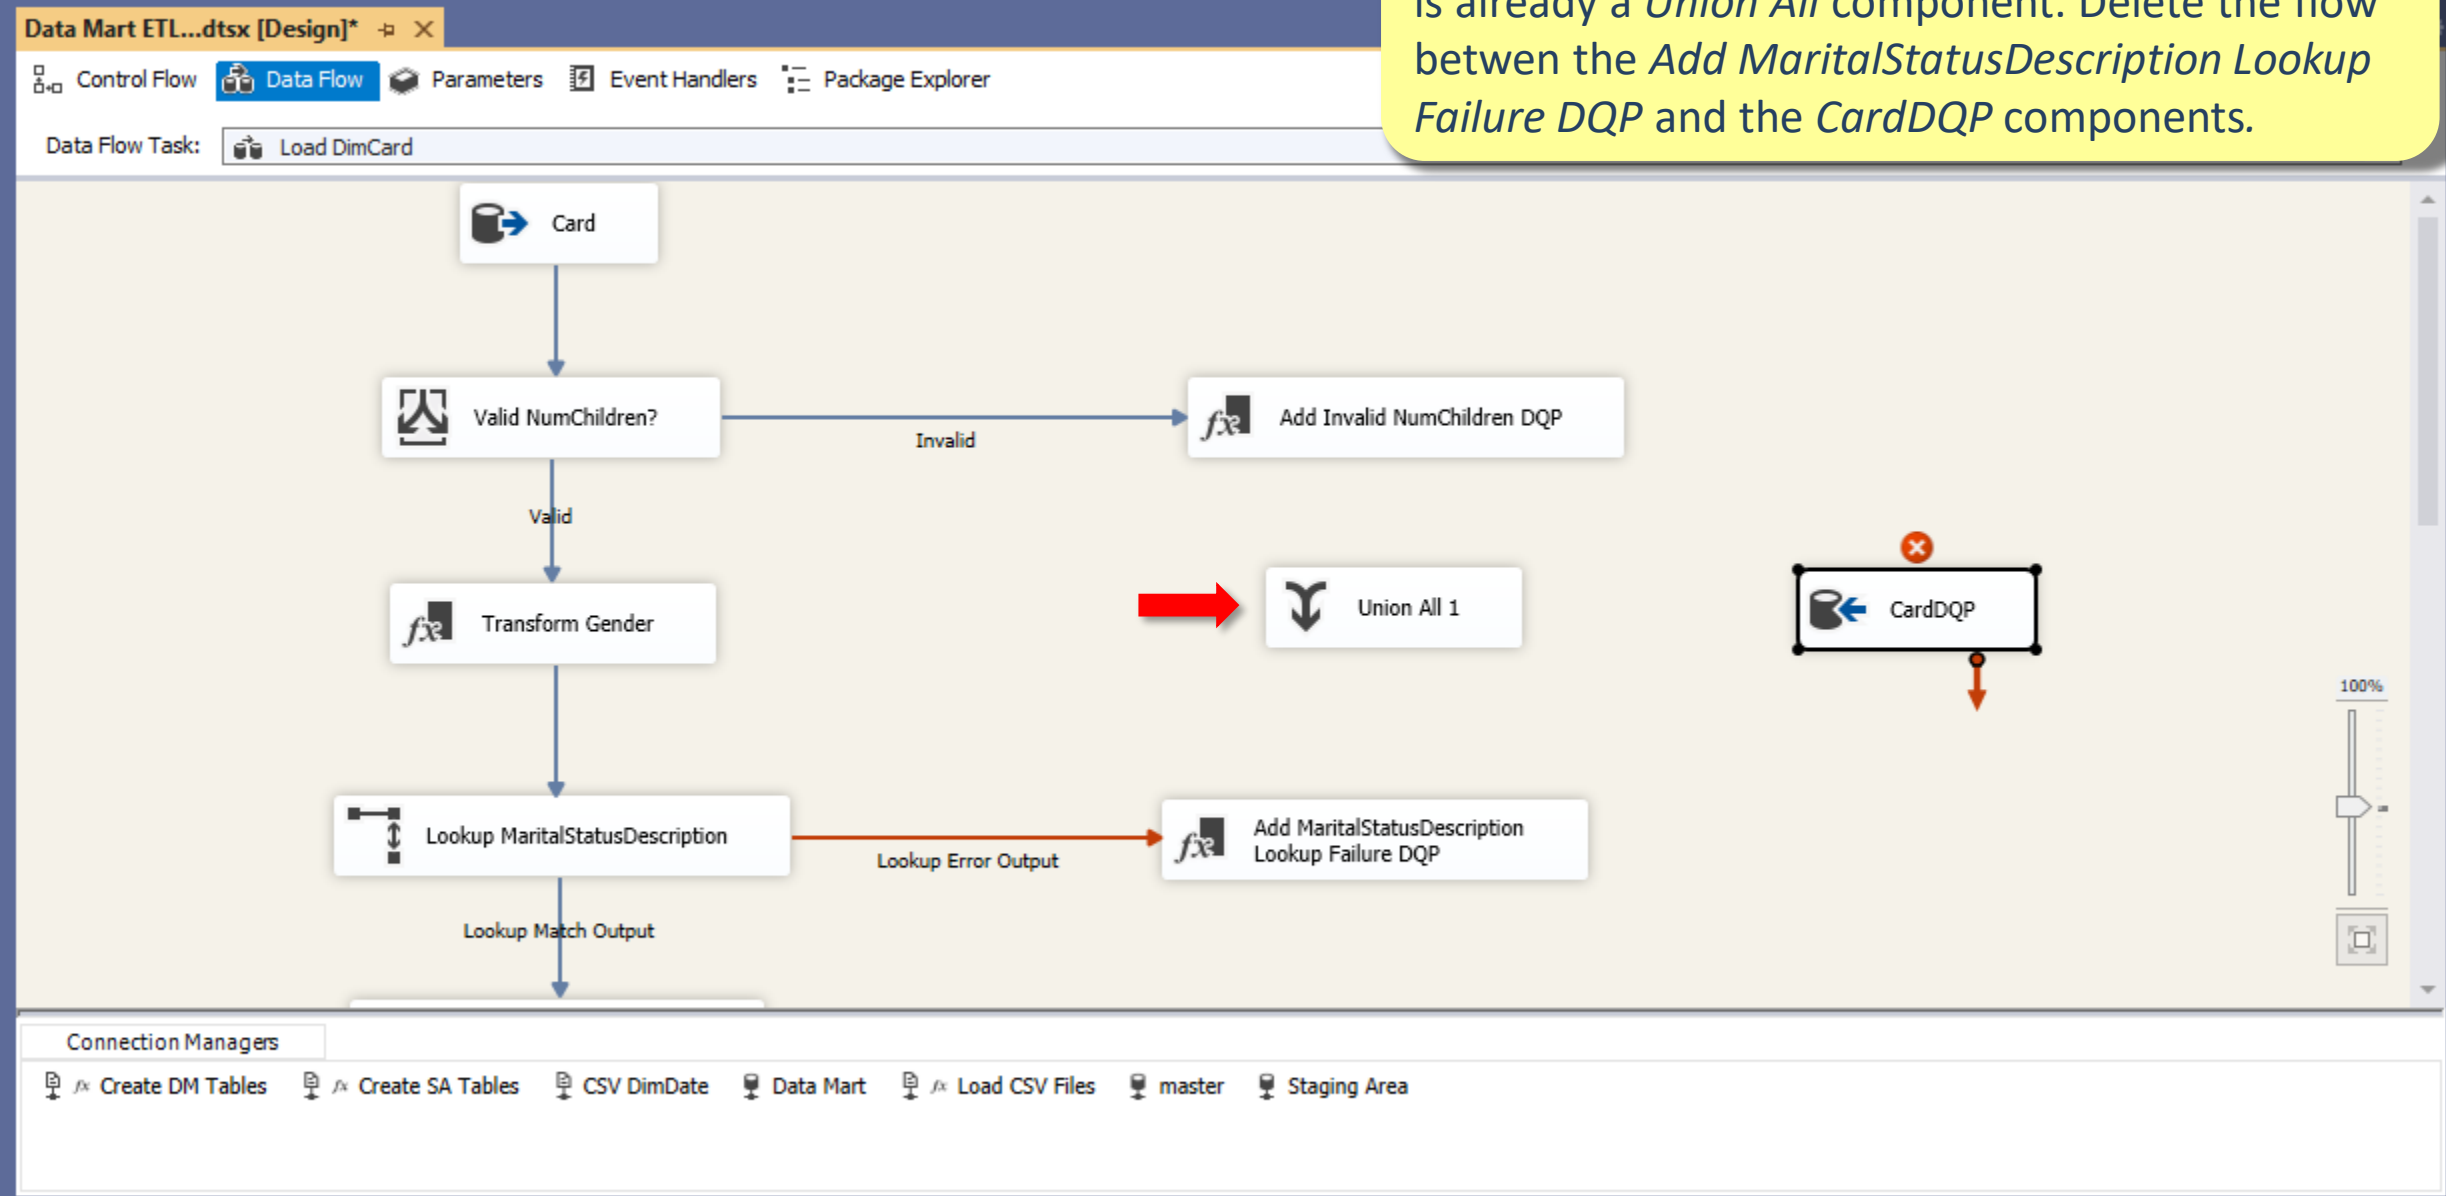 is already a Union All component. Delete the flow
betwen the Add MaritalStatusDescription Lookup
Failure DQP and the CardDQP components.
Data Mart ETL...dtsx [Design]*
Control Flow
Data Flow
Parameters
Event Handlers
Package Explorer
Data Flow Task:
Load DimCard
Card
Valid NumChildren?
Invalid
Add Invalid NumChildren DQP
Valid
Transform Gender
Union All 1
CardDQP
100%
Lookup MaritalStatusDescription
Lookup Error Output
Add MaritalStatusDescription
Lookup Failure DQP
Lookup Match Output
Connection Managers
fx Create DM Tables
fx Create SA Tables
CSV DimDate
Data Mart
fx Load CSV Files
master
Staging Area